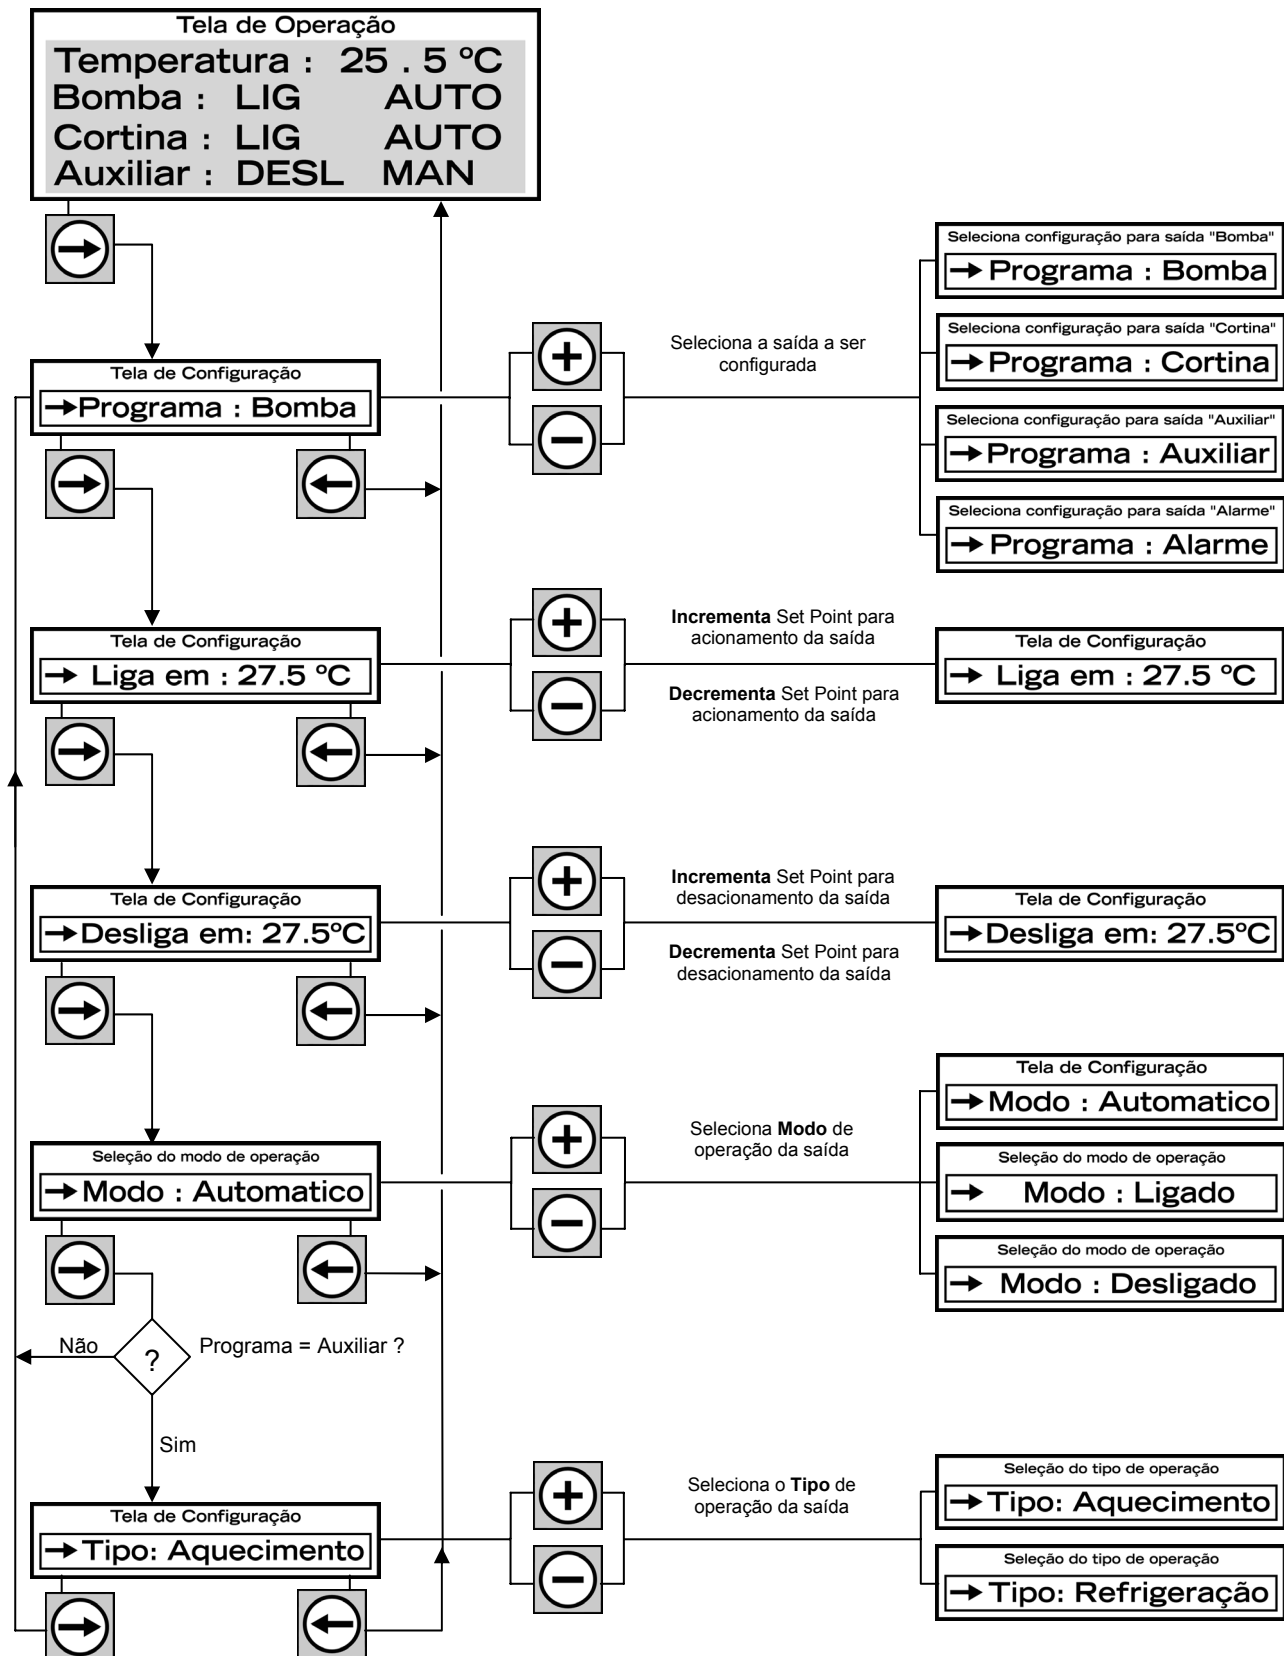 Tela de Operação
Temperatura : 25 . 5 ºC
Bomba : LIG AUTO
Cortina : LIG AUTO
Auxiliar : DESL MAN
Seleciona configuração para saída "Bomba"
Programa : Bomba
Seleciona configuração para saída "Cortina"
Programa : Cortina
Seleciona configuração para saída "Auxiliar"
Programa : Auxiliar
Seleciona configuração para saída "Alarme"
Programa : Alarme
Seleciona a saída a ser
configurada
Tela de Configuração
Programa : Bomba
Tela de Configuração
Liga em : 27.5 ºC
Incrementa Set Point para
acionamento da saída
Decrementa Set Point para
acionamento da saída
Tela de Configuração
Liga em : 27.5 ºC
Tela de Configuração
Desliga em: 27.5ºC
Incrementa Set Point para
desacionamento da saída
Decrementa Set Point para
desacionamento da saída
Tela de Configuração
Desliga em: 27.5ºC
Seleção do modo de operação
Modo : Automatico
Seleciona Modo de
operação da saída
Tela de Configuração
Modo : Automatico
Seleção do modo de operação
Modo : Ligado
Seleção do modo de operação
Modo : Desligado
Não
?
Programa = Auxiliar ?
Sim
Tela de Configuração
Tipo: Aquecimento
Seleciona o Tipo de
operação da saída
Seleção do tipo de operação
Tipo: Aquecimento
Seleção do tipo de operação
Tipo: Refrigeração